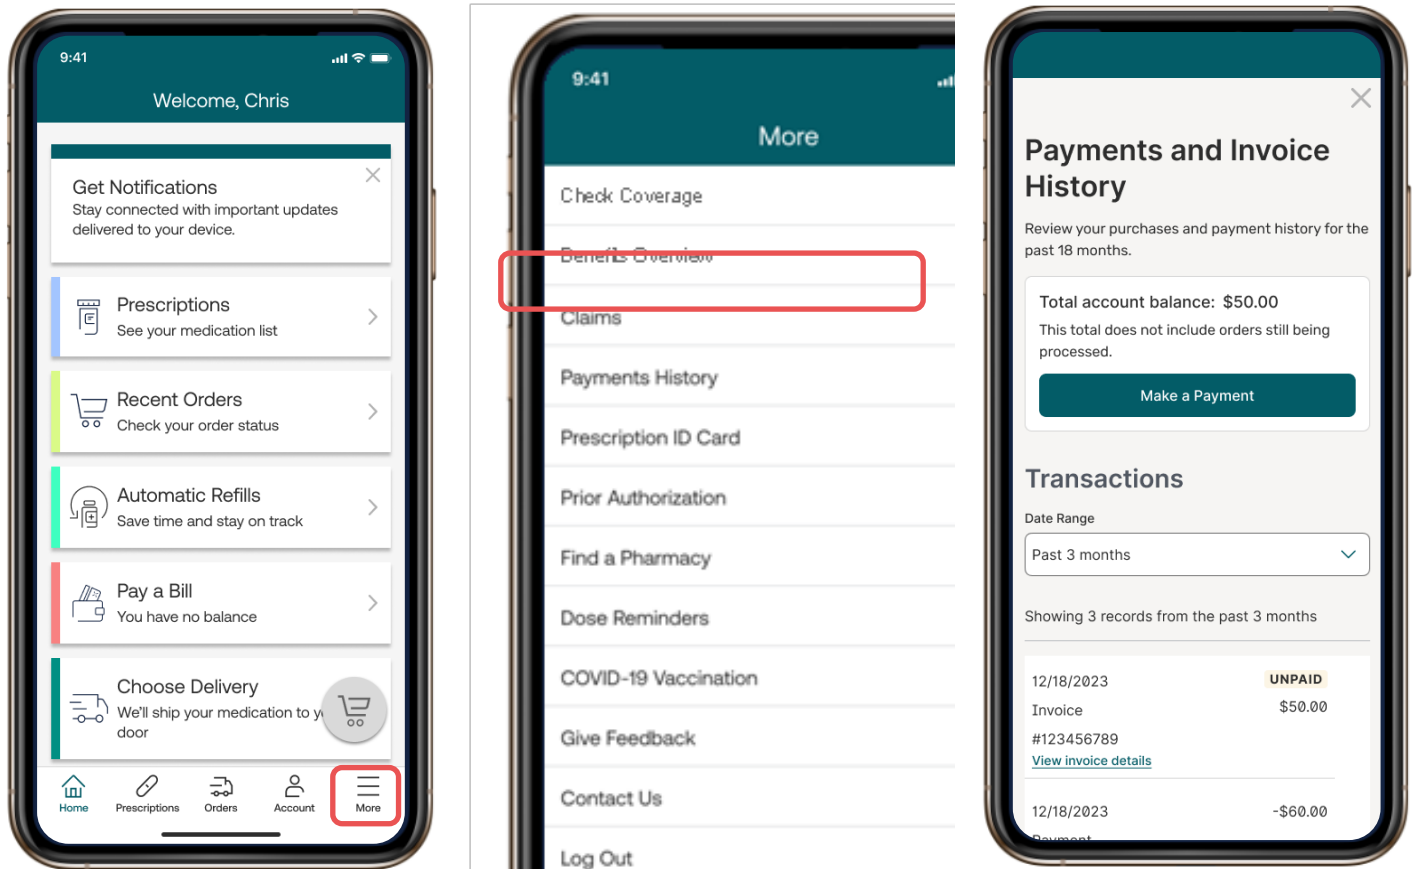 9:41
Welcome, Chris
Get Notifications
Stay connected with important updates
delivered to your device.
Prescriptions
See your medication list
Recent Orders
Check your order status
Automatic Refills
Save time and stay on track
Pay a Bill
You have no balance
Choose Delivery
We'll ship your medication to y
door
Home
Prescriptions
Orders
Account
More
9:41
More
Check Coverage
Benefits Overview
Claims
Payments History
Prescription ID Card
Prior Authorization
Find a Pharmacy
Dose Reminders
COVID-19 Vaccination
Give Feedback
Contact Us
Log Out
Payments and Invoice
History
Review your purchases and payment history for the
past 18 months.
Total account balance: $50.00
This total does not include orders still being
processed.
Make a Payment
Transactions
Date Range
Past 3 months
Showing 3 records from the past 3 months
12/18/2023 UNPAID
Invoice $50.00
#123456789
View invoice details
12/18/2023 -$60.00
Payment